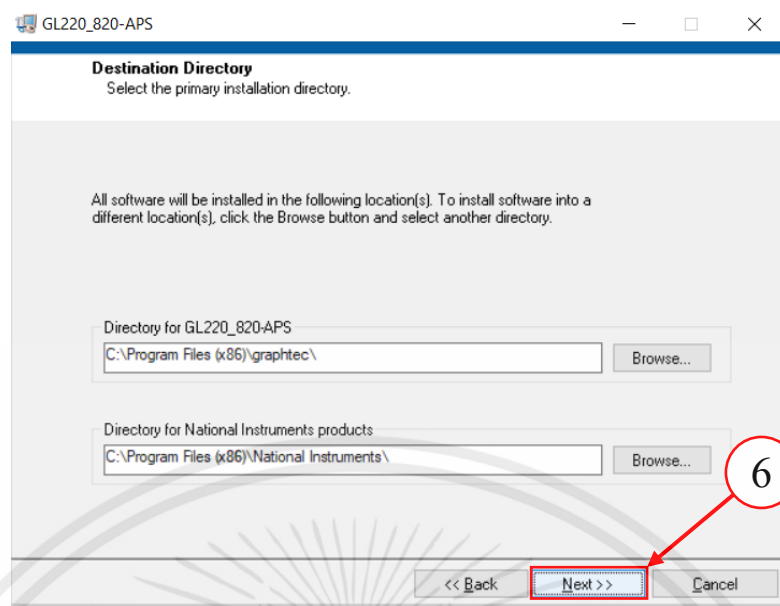 GL220_820-APS
Destination Directory
Select the primary installation directory.
All software will be installed in the following location(s). To install software into a
different location(s), click the Browse button and select another directory.
Directory for GL220_820-APS
C:\Program Files (x86)\graphtec\
Browse...
Directory for National Instruments products
C:\Program Files (x86)\National Instruments\
Browse...
6
<< Back
Next >>
Cancel